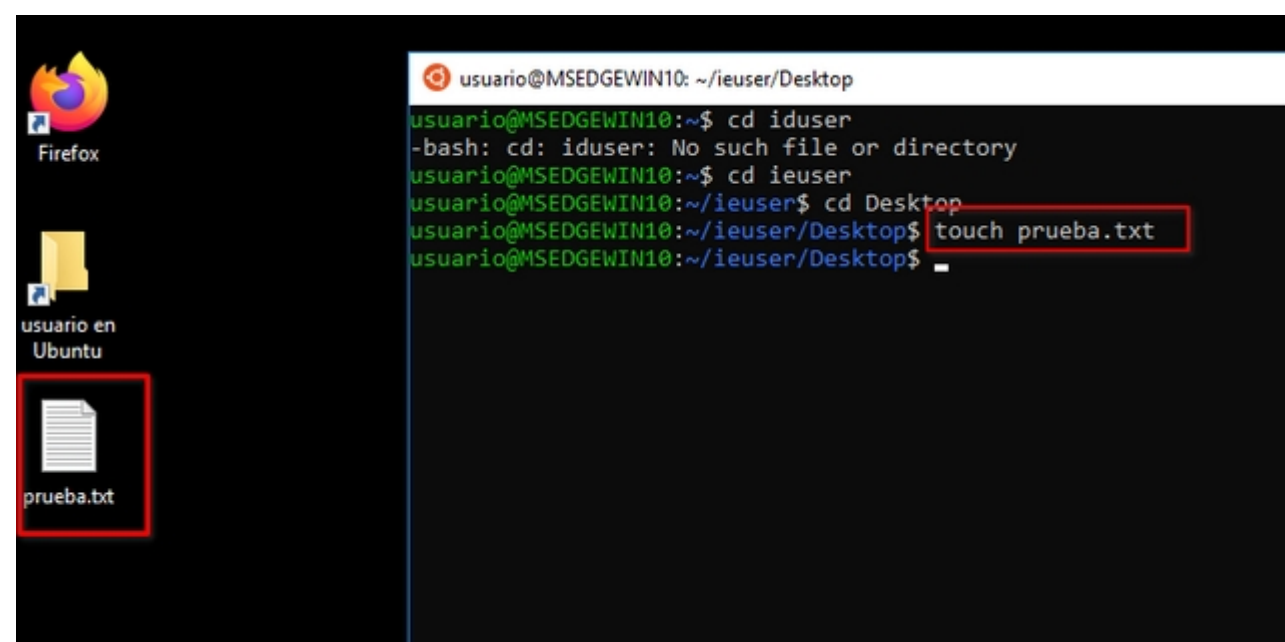 Firefox
usuario en
Ubuntu
prueba.txt
usuario@MSEDGEWIN10: ~/ieuser/Desktop
usuario@MSEDGEWIN10:~$ cd iduser
-bash: cd: iduser: No such file or directory
usuario@MSEDGEWIN10:~$ cd ieuser
usuario@MSEDGEWIN10:~/ieuser$ cd Desktop
usuario@MSEDGEWIN10:~/ieuser/Desktop$ touch prueba.txt
usuario@MSEDGEWIN10:~/ieuser/Desktop$